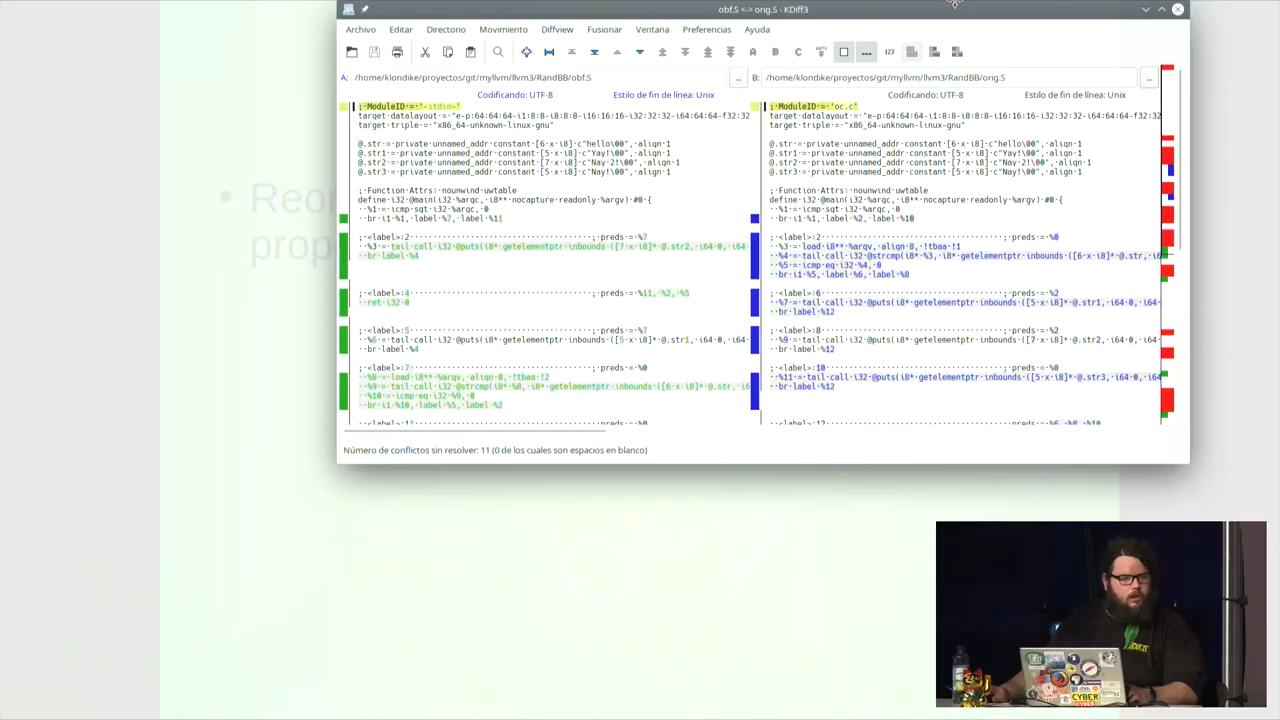 obf.S <-> orig.S - KDiff3
Archivo Editar Directorio Movimiento Diffview Fusionar Ventana Preferencias Ayuda
A: /home/klondike/proyectos/git/myllvm/llvm3/RandBB/obf.S
Codificando: UTF-8 Estilo de fin de línea: Unix
; ModuleID = '<stdin>'
target datalayout = "e-p:64:64:64-i1:8:8-i8:8:8-i16:16:16-i32:32:32-i64:64:64-f32:32
target triple = "x86_64-unknown-linux-gnu"
@.str = private unnamed_addr constant [6 x i8] c"hello\00", align 1
@.str1 = private unnamed_addr constant [5 x i8] c"Yay!\00", align 1
@.str2 = private unnamed_addr constant [7 x i8] c"Nay 2!\00", align 1
@.str3 = private unnamed_addr constant [5 x i8] c"Nay!\00", align 1
; Function Attrs: nounwind uwtable
define i32 @main(i32 %argc, i8** nocapture readonly %argv) #0 {
%1 = icmp sgt i32 %argc, 0
br i1 %1, label %7, label %11
; <label>:2 ; preds = %7
%3 = tail call i32 @puts(i8* getelementptr inbounds ([7 x i8]* @.str2, i64 0, i64
br label %4
; <label>:4 ; preds = %11, %2, %5
ret i32 0
; <label>:5 ; preds = %7
%6 = tail call i32 @puts(i8* getelementptr inbounds ([5 x i8]* @.str1, i64 0, i64
br label %4
; <label>:7 ; preds = %0
%8 = load i8** %argv, align 8, !tbaa !2
%9 = tail call i32 @strcmp(i8* %8, i8* getelementptr inbounds ([6 x i8]* @.str, i6
%10 = icmp eq i32 %9, 0
br i1 %10, label %5, label %2
; <label>:11 ; preds = %0
B: /home/klondike/proyectos/git/myllvm/llvm3/RandBB/orig.S
Codificando: UTF-8 Estilo de fin de línea: Unix
; ModuleID = 'oc.c'
target datalayout = "e-p:64:64:64-i1:8:8-i8:8:8-i16:16:16-i32:32:32-i64:64:64-f32:32
target triple = "x86_64-unknown-linux-gnu"
@.str = private unnamed_addr constant [6 x i8] c"hello\00", align 1
@.str1 = private unnamed_addr constant [5 x i8] c"Yay!\00", align 1
@.str2 = private unnamed_addr constant [7 x i8] c"Nay 2!\00", align 1
@.str3 = private unnamed_addr constant [5 x i8] c"Nay!\00", align 1
; Function Attrs: nounwind uwtable
define i32 @main(i32 %argc, i8** nocapture readonly %argv) #0 {
%1 = icmp sgt i32 %argc, 0
br i1 %1, label %2, label %10
; <label>:2 ; preds = %0
%3 = load i8** %argv, align 8, !tbaa !1
%4 = tail call i32 @strcmp(i8* %3, i8* getelementptr inbounds ([6 x i8]* @.str, i6
%5 = icmp eq i32 %4, 0
br i1 %5, label %6, label %8
; <label>:6 ; preds = %2
%7 = tail call i32 @puts(i8* getelementptr inbounds ([5 x i8]* @.str1, i64 0, i64
br label %12
; <label>:8 ; preds = %2
%9 = tail call i32 @puts(i8* getelementptr inbounds ([7 x i8]* @.str2, i64 0, i64
br label %12
; <label>:10 ; preds = %0
%11 = tail call i32 @puts(i8* getelementptr inbounds ([5 x i8]* @.str3, i64 0, i64
br label %12
; <label>:12 ; preds = %6, %8, %10
Número de conflictos sin resolver: 11 (0 de los cuales son espacios en blanco)
• Reor
prop
CYBER